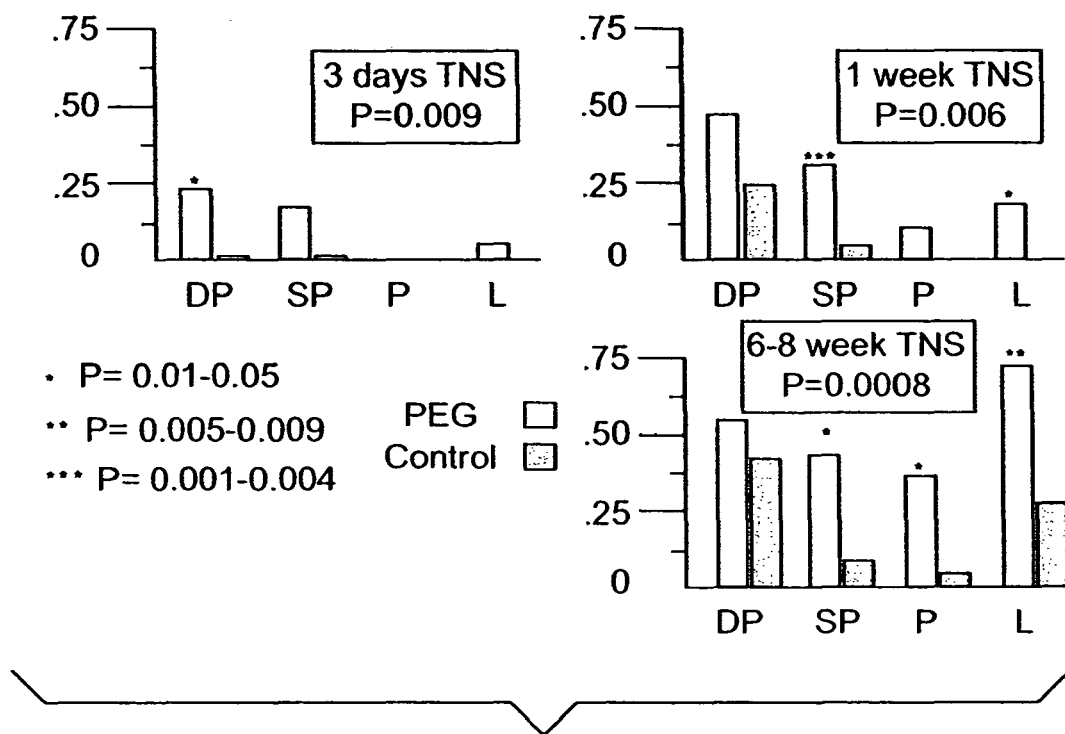 .75
.50
.25
0
3 days TNS
P=0.009
*
DP SP P L
.75
.50
.25
0
1 week TNS
P=0.006
***
*
DP SP P L
* P= 0.01-0.05
** P= 0.005-0.009
*** P= 0.001-0.004
PEG
Control
.75
.50
.25
0
6-8 week TNS
P=0.0008
*
*
**
DP SP P L